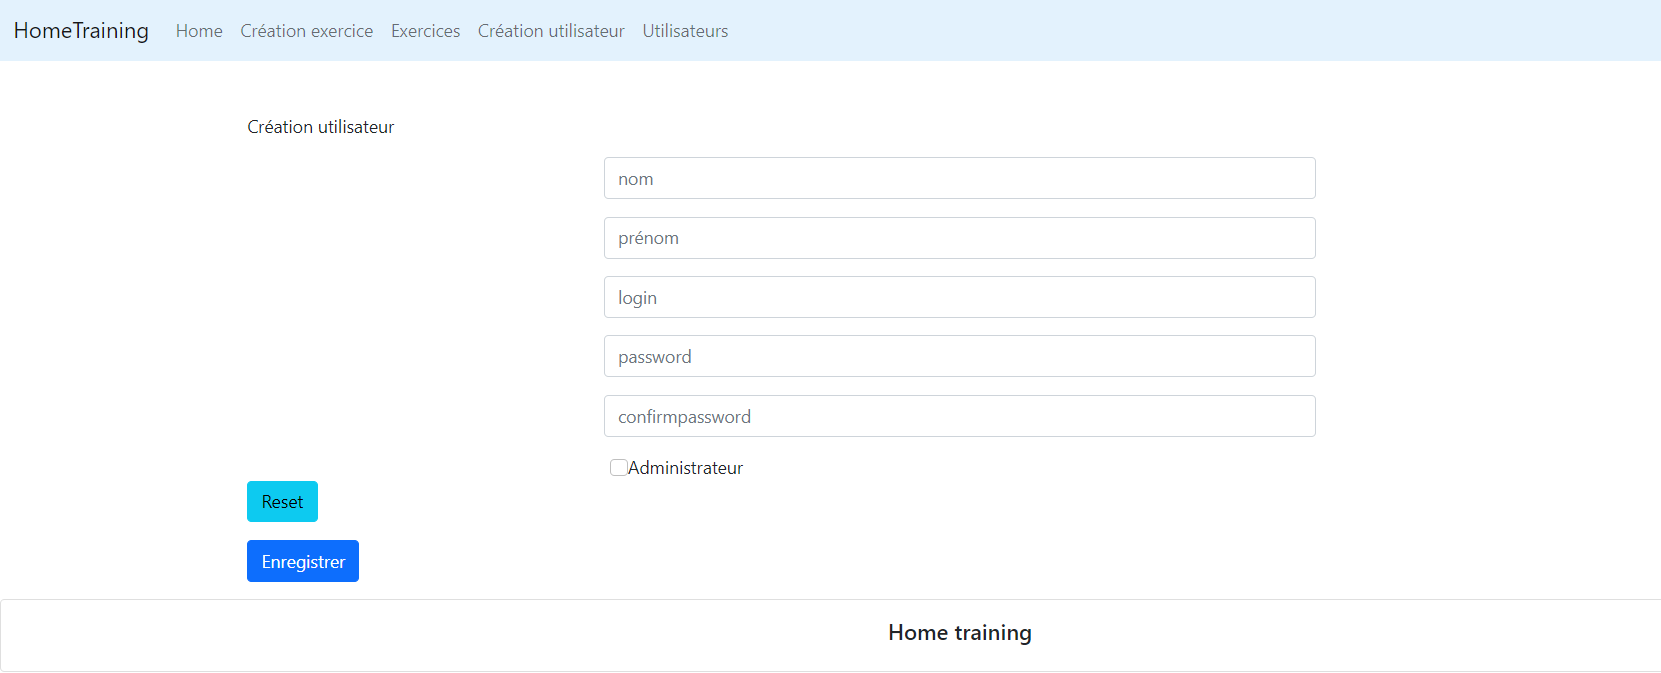 HomeTraining Home Création exercice Exercices Création utilisateur Utilisateurs
Création utilisateur
nom
prénom
login
password
confirmpassword
Administrateur
Reset
Enregistrer
Home training